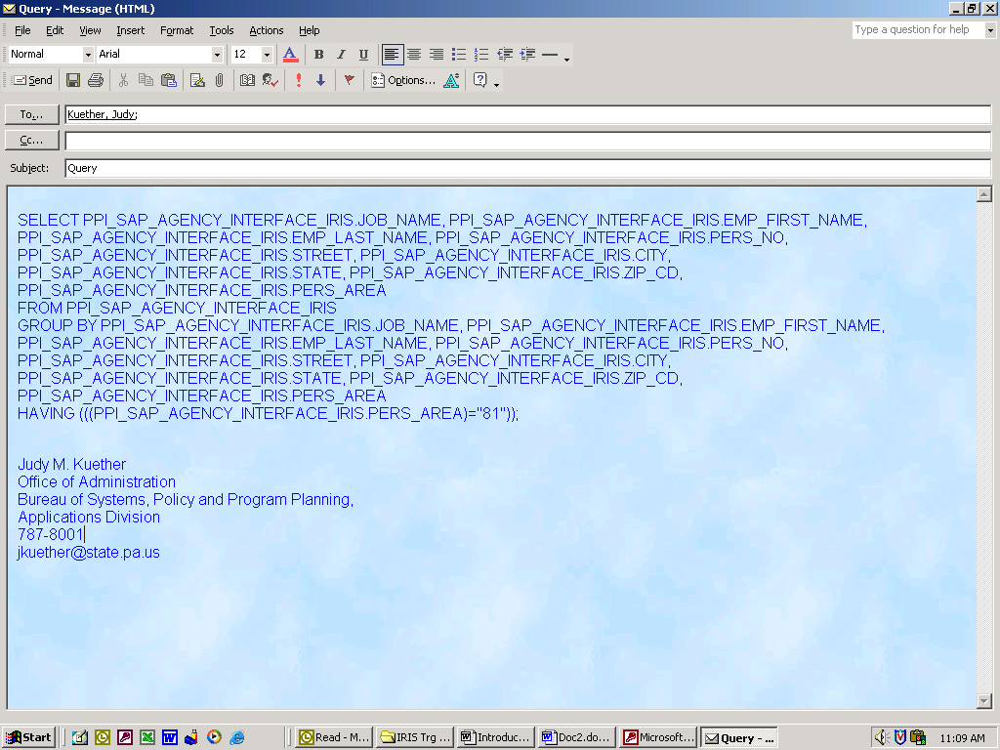 Query - Message (HTML)
File Edit View Insert Format Tools Actions Help Type a question for help
Normal Arial 12 A B I U
Send Options...
To... Kuether, Judy;
Cc...
Subject: Query
SELECT PPI_SAP_AGENCY_INTERFACE_IRIS.JOB_NAME, PPI_SAP_AGENCY_INTERFACE_IRIS.EMP_FIRST_NAME,
PPI_SAP_AGENCY_INTERFACE_IRIS.EMP_LAST_NAME, PPI_SAP_AGENCY_INTERFACE_IRIS.PERS_NO,
PPI_SAP_AGENCY_INTERFACE_IRIS.STREET, PPI_SAP_AGENCY_INTERFACE_IRIS.CITY,
PPI_SAP_AGENCY_INTERFACE_IRIS.STATE, PPI_SAP_AGENCY_INTERFACE_IRIS.ZIP_CD,
PPI_SAP_AGENCY_INTERFACE_IRIS.PERS_AREA
FROM PPI_SAP_AGENCY_INTERFACE_IRIS
GROUP BY PPI_SAP_AGENCY_INTERFACE_IRIS.JOB_NAME, PPI_SAP_AGENCY_INTERFACE_IRIS.EMP_FIRST_NAME,
PPI_SAP_AGENCY_INTERFACE_IRIS.EMP_LAST_NAME, PPI_SAP_AGENCY_INTERFACE_IRIS.PERS_NO,
PPI_SAP_AGENCY_INTERFACE_IRIS.STREET, PPI_SAP_AGENCY_INTERFACE_IRIS.CITY,
PPI_SAP_AGENCY_INTERFACE_IRIS.STATE, PPI_SAP_AGENCY_INTERFACE_IRIS.ZIP_CD,
PPI_SAP_AGENCY_INTERFACE_IRIS.PERS_AREA
HAVING (((PPI_SAP_AGENCY_INTERFACE_IRIS.PERS_AREA)="81"));
Judy M. Kuether
Office of Administration
Bureau of Systems, Policy and Program Planning,
Applications Division
787-8001
jkuether@state.pa.us
Start Read - M... IRIS Trg ... Introduc... Doc2.do... Microsoft... Query - ... 11:09 AM